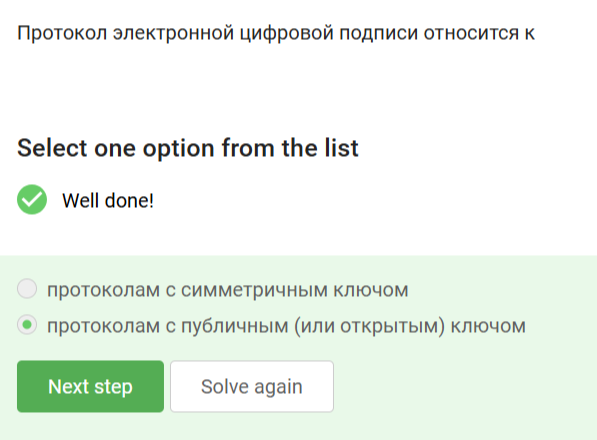 Протокол электронной цифровой подписи относится к
Select one option from the list
Well done!
протоколам с симметричным ключом
протоколам с публичным (или открытым) ключом
Next step
Solve again